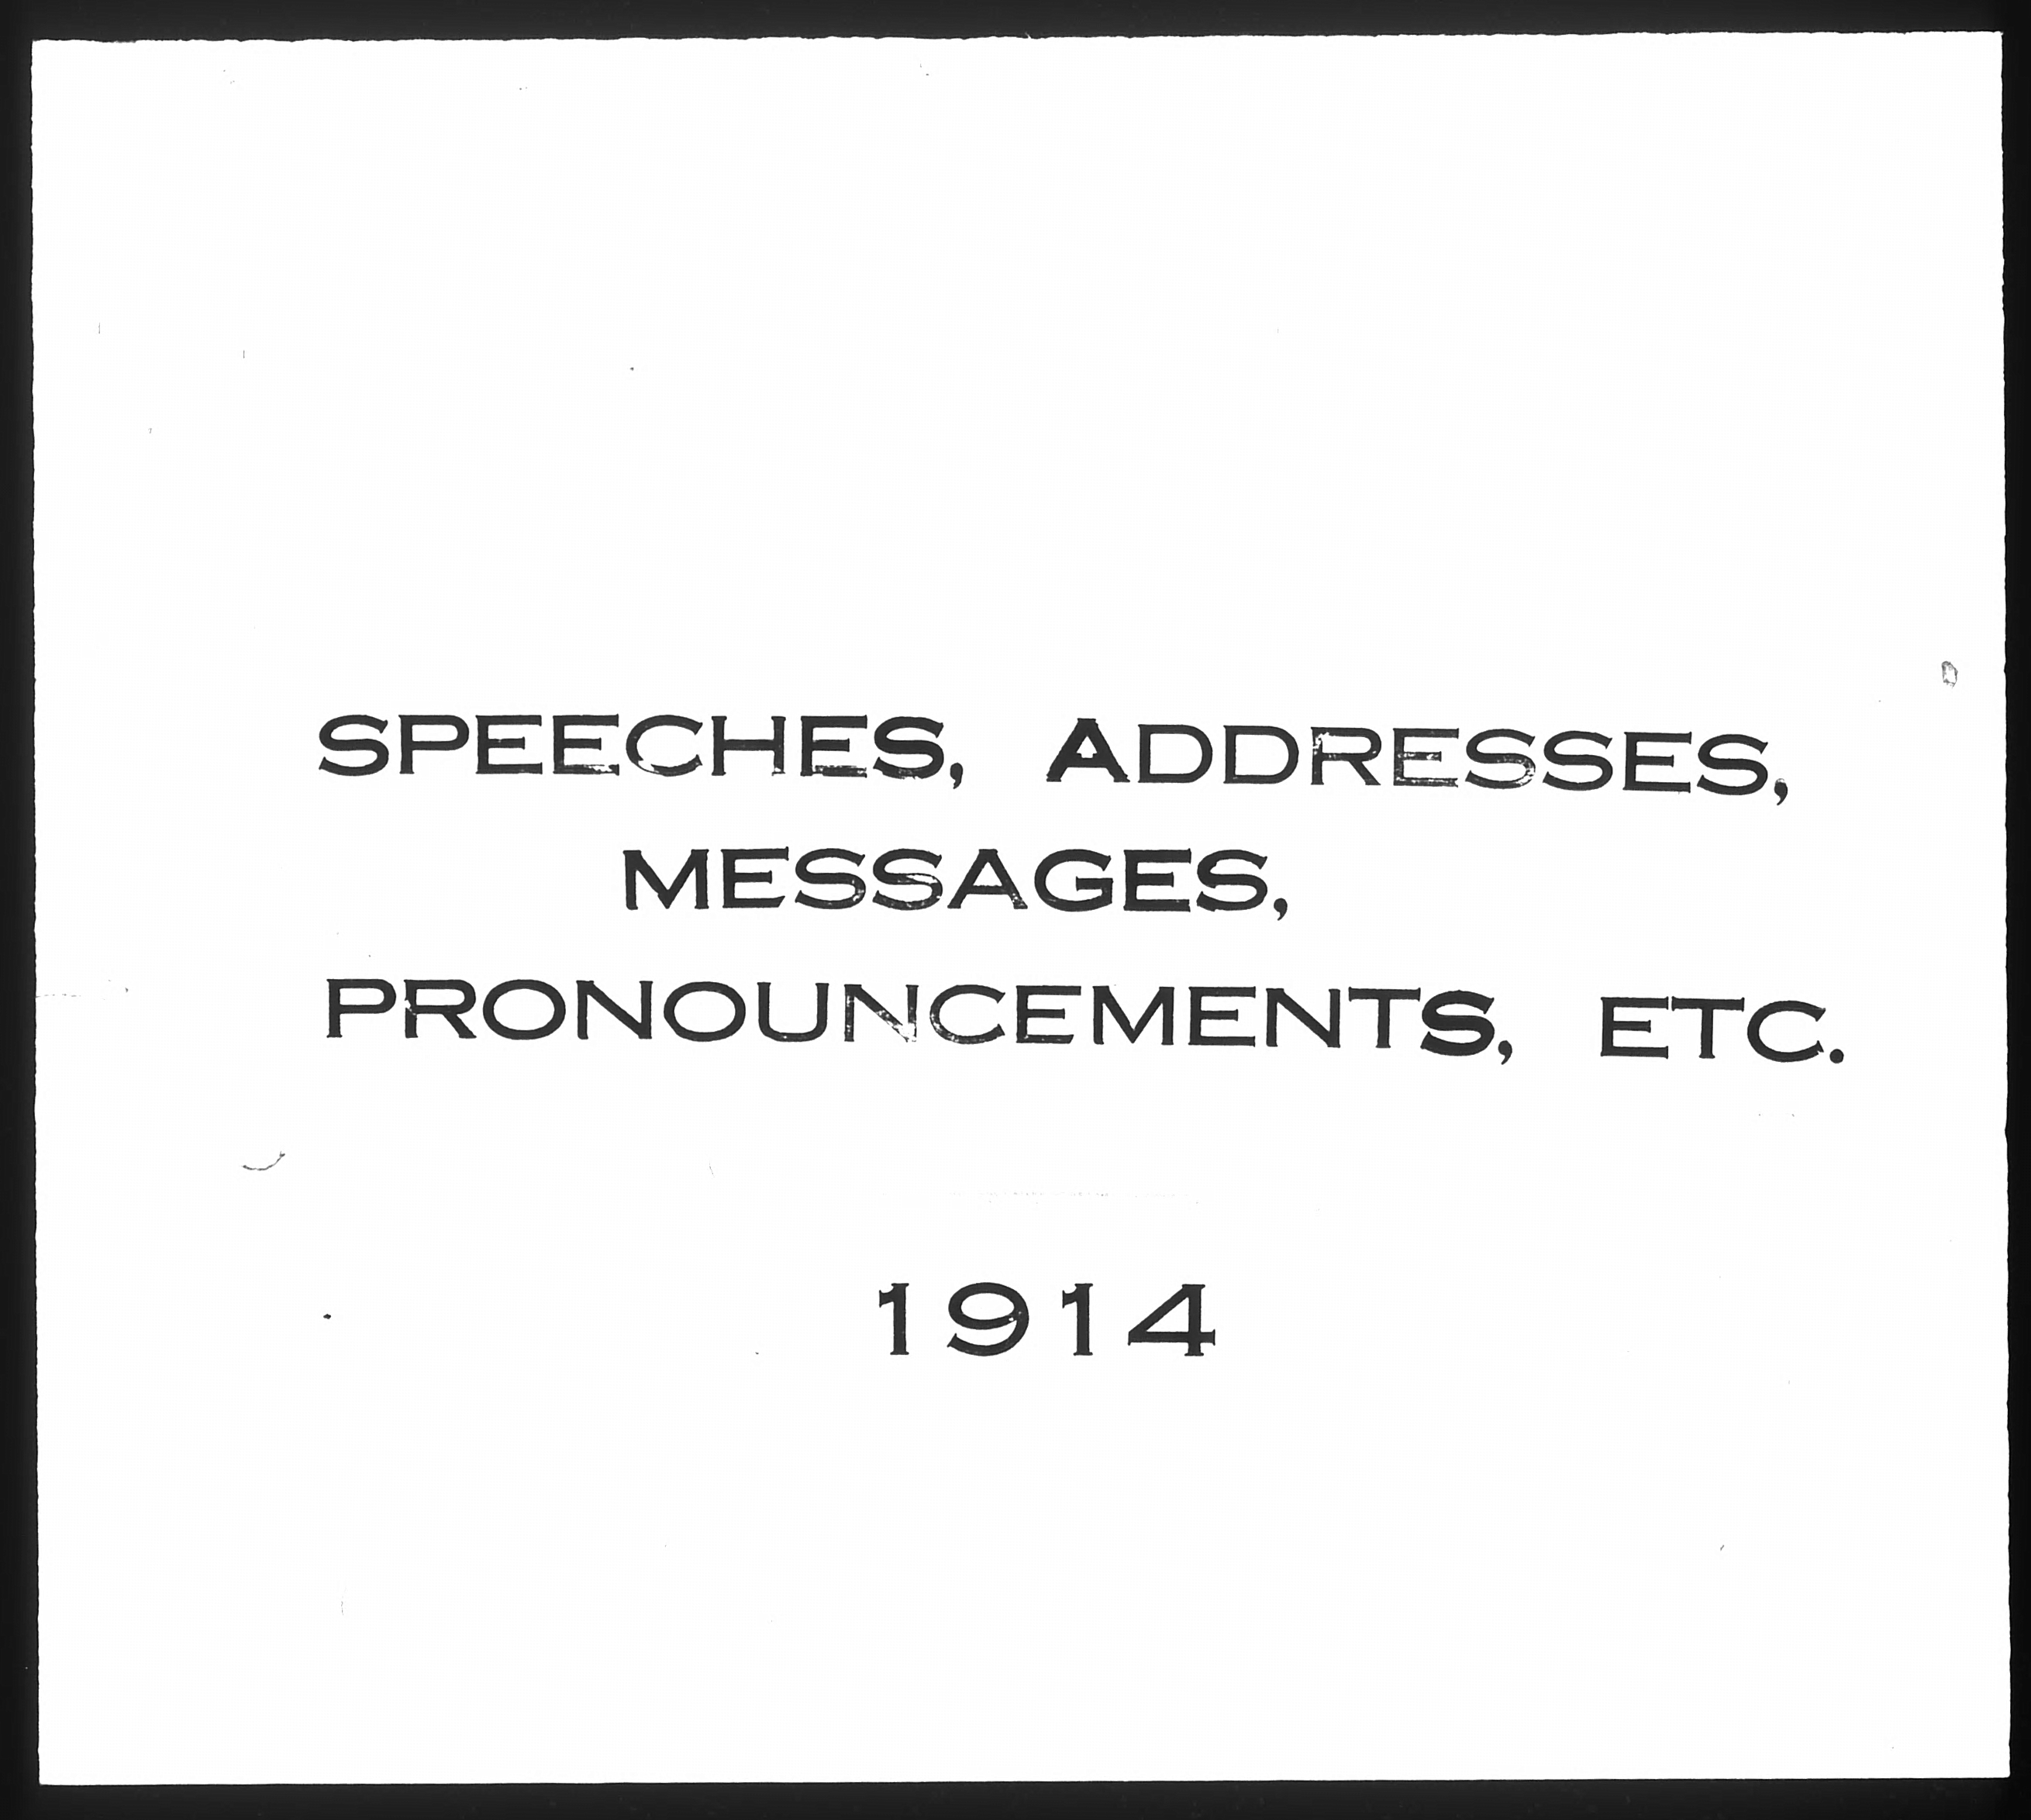 SPEECHES, ADDRESSES,
MESSAGES,
PRONOUNCEMENTS, ETC.
1914